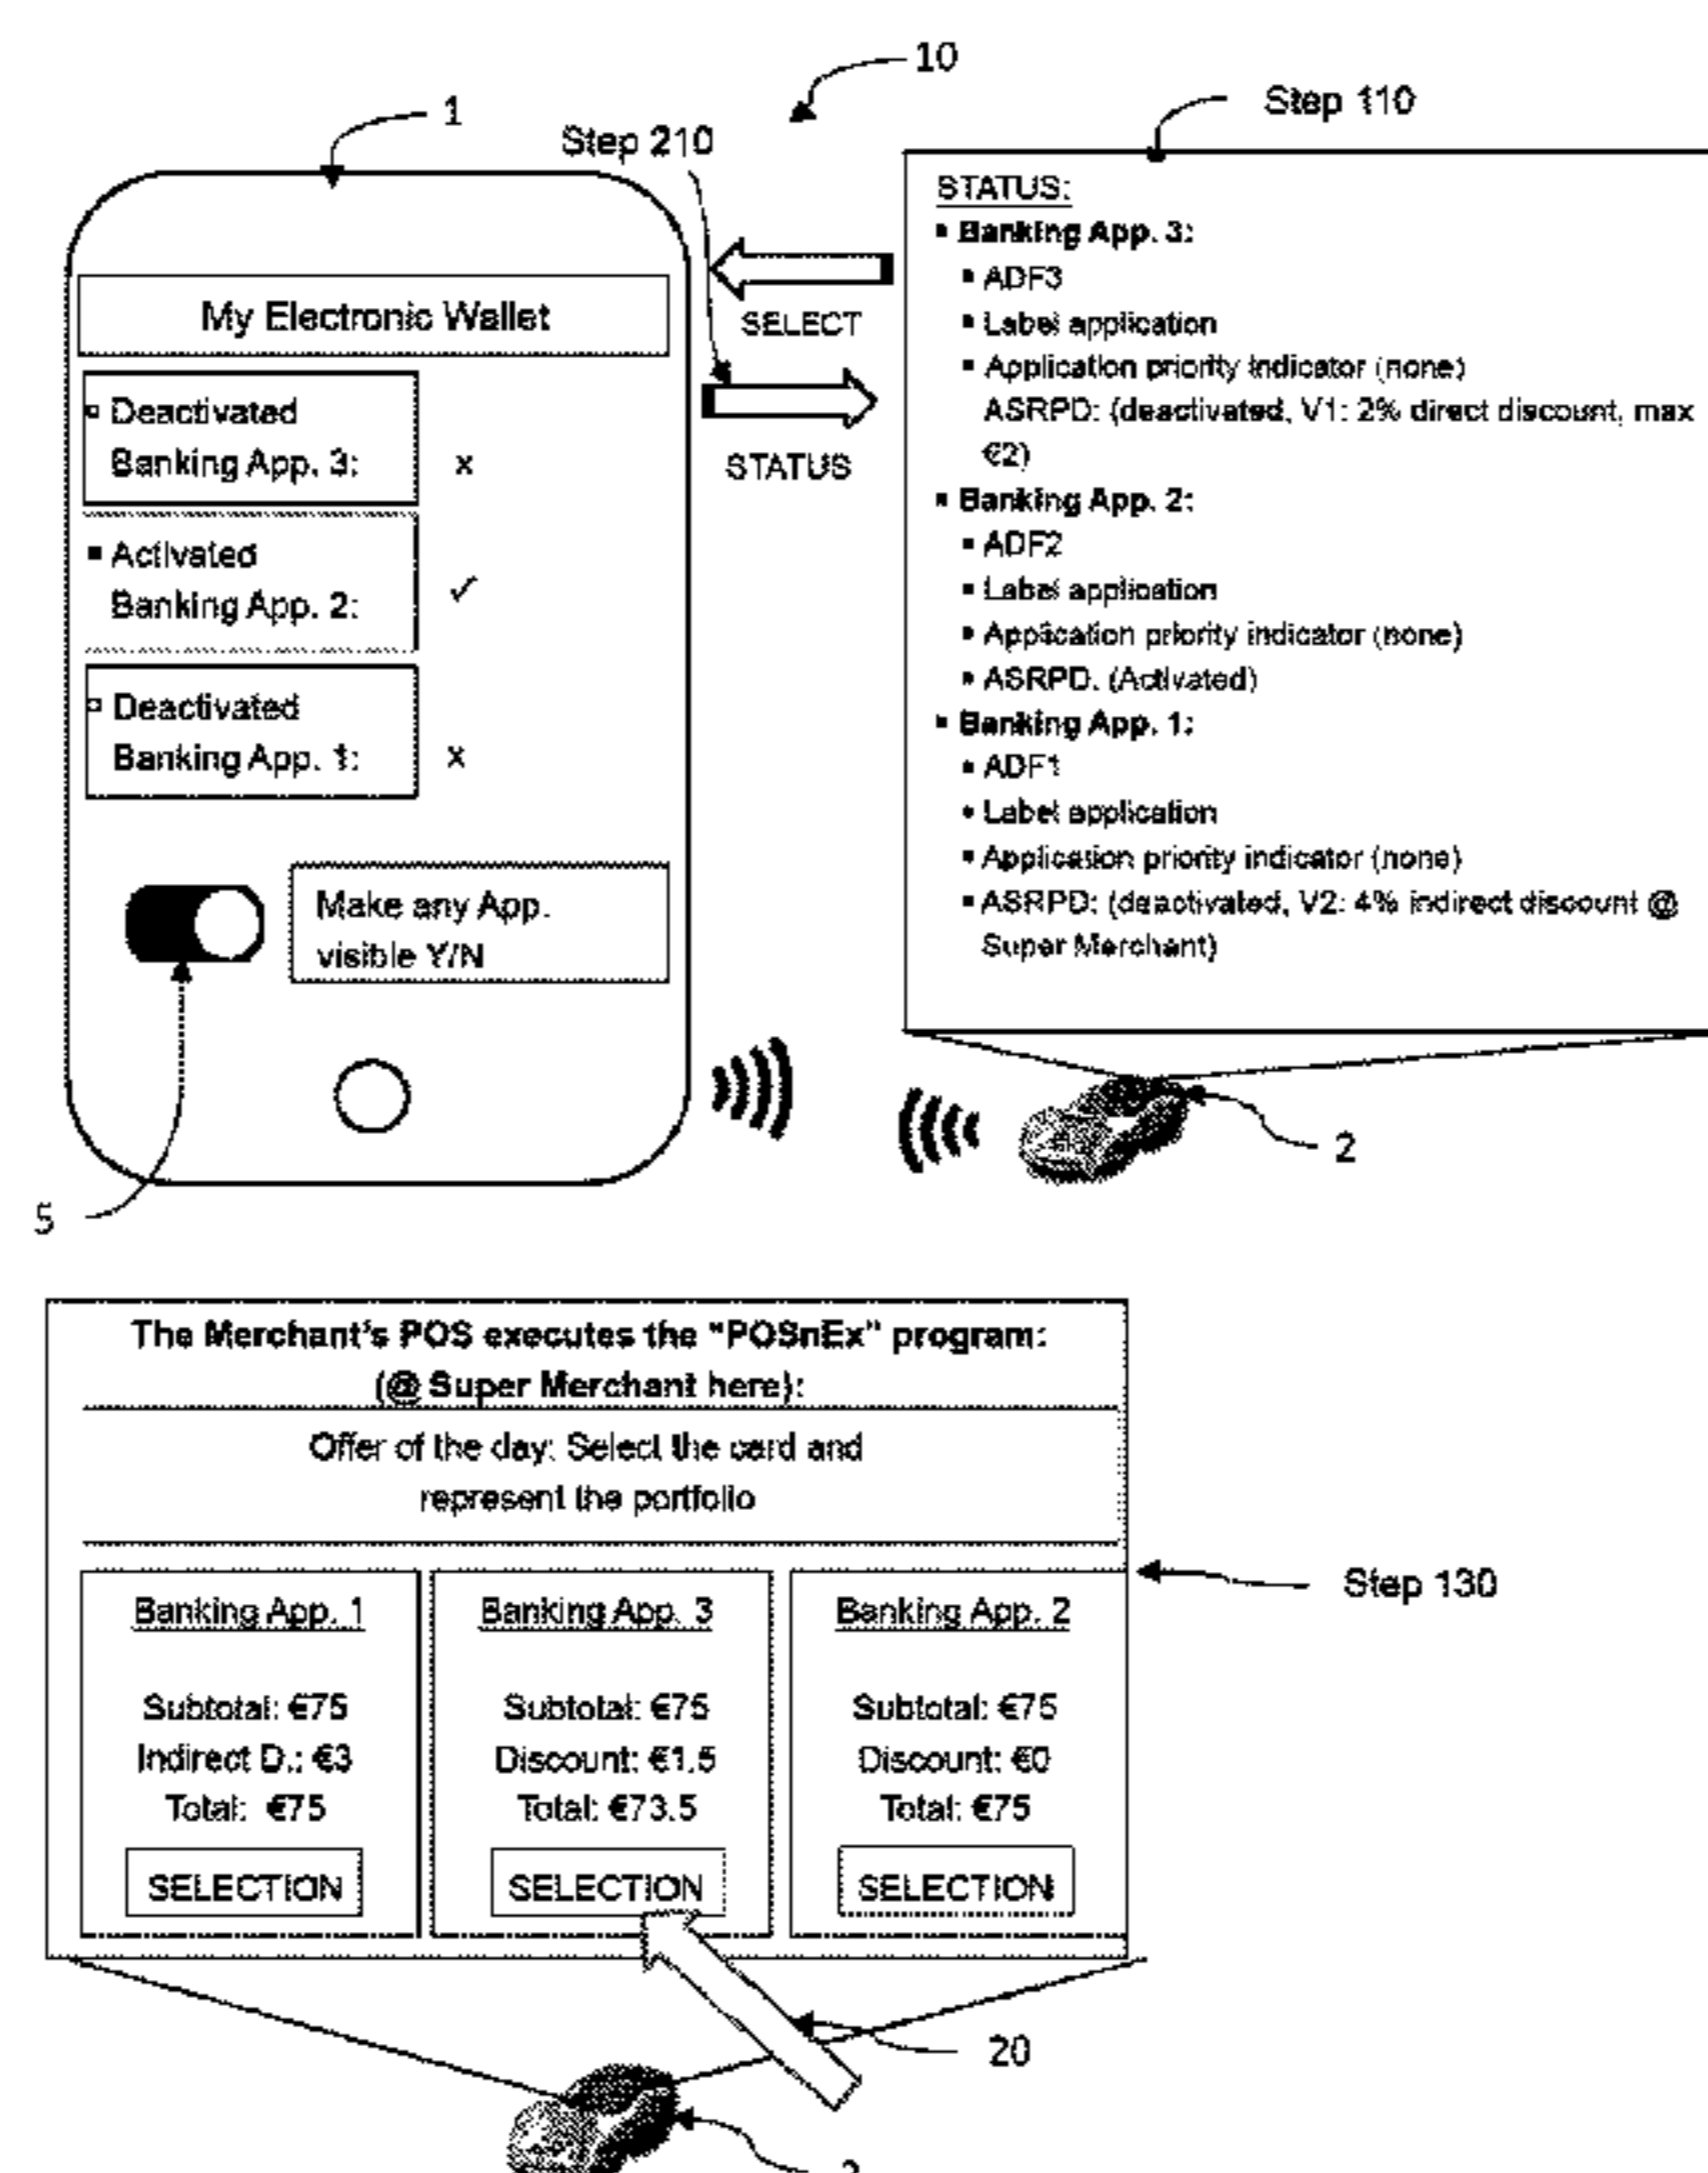 10
1
Step 210
Step 110
My Electronic Wallet
Deactivated
Banking App. 3:
x
Activated
Banking App. 2:
✓
Deactivated
Banking App. 1:
x
Make any App.
visible Y/N
5
SELECT
STATUS
STATUS:
▪ Banking App. 3:
▪ ADF3
▪ Label application
▪ Application priority indicator (none)
ASRPD: (deactivated, V1: 2% direct discount, max
€2)
▪ Banking App. 2:
▪ ADF2
▪ Label application
▪ Application priority indicator (none)
▪ ASRPD. (Activated)
▪ Banking App. 1:
▪ ADF1
▪ Label application
▪ Application priority indicator (none)
▪ ASRPD: (deactivated, V2: 4% indirect discount @
Super Merchant)
2
The Merchant's POS executes the "POSnEx" program:
(@ Super Merchant here):
Offer of the day: Select the card and
represent the portfolio
Step 130
Banking App. 1
Subtotal: €75
Indirect D.: €3
Total: €75
SELECTION
Banking App. 3
Subtotal: €75
Discount: €1.5
Total: €73.5
SELECTION
Banking App. 2
Subtotal: €75
Discount: €0
Total: €75
SELECTION
20